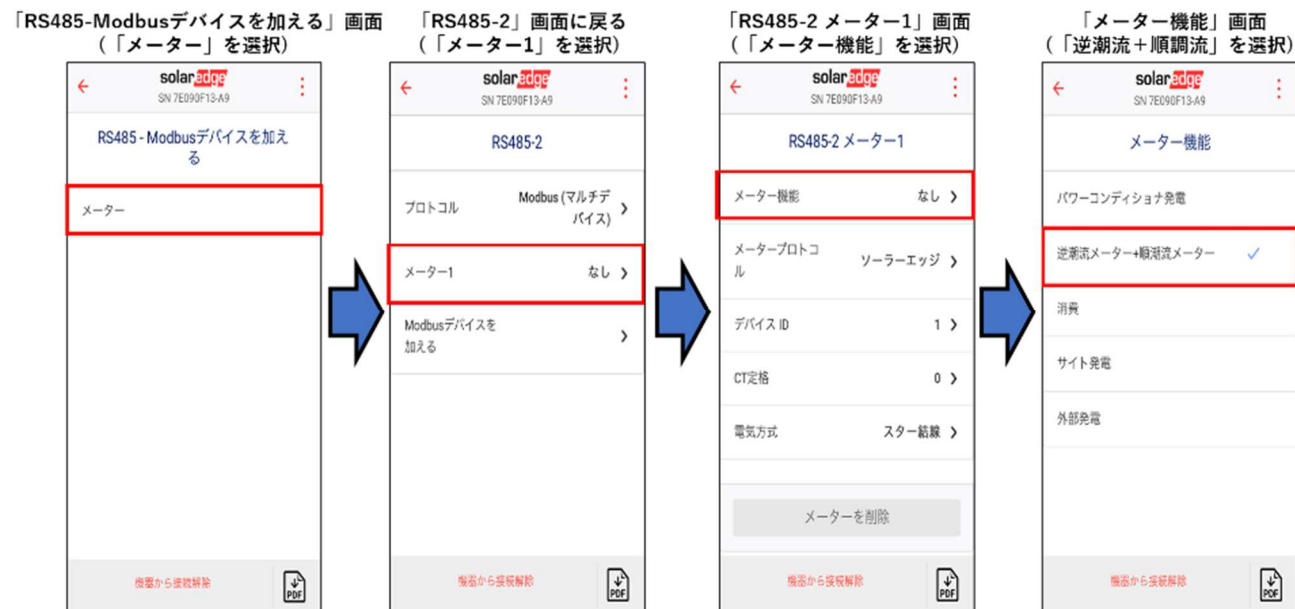 「RS485-Modbusデバイスを加える」画面
(「メーター」を選択)
solaredge
SN 7E090F13-A9
RS485 - Modbusデバイスを加え
る
メーター
機器から接続解除
PDF
「RS485-2」画面に戻る
(「メーター1」を選択)
solaredge
SN 7E090F13-A9
RS485-2
プロトコル
Modbus (マルチデ
バイス)
メーター1
なし
Modbusデバイスを
加える
機器から接続解除
PDF
「RS485-2 メーター1」画面
(「メーター機能」を選択)
solaredge
SN 7E090F13-A9
RS485-2 メーター1
メーター機能
なし
メータープロトコ
ル
ソーラーエッジ
デバイス ID
1
CT定格
0
電気方式
スター結線
メーターを削除
機器から接続解除
PDF
「メーター機能」画面
(「逆潮流+順調流」を選択)
solaredge
SN 7E090F13-A9
メーター機能
パワーコンディショナ発電
逆潮流メーター+順潮流メーター
消費
サイト発電
外部発電
機器から接続解除
PDF